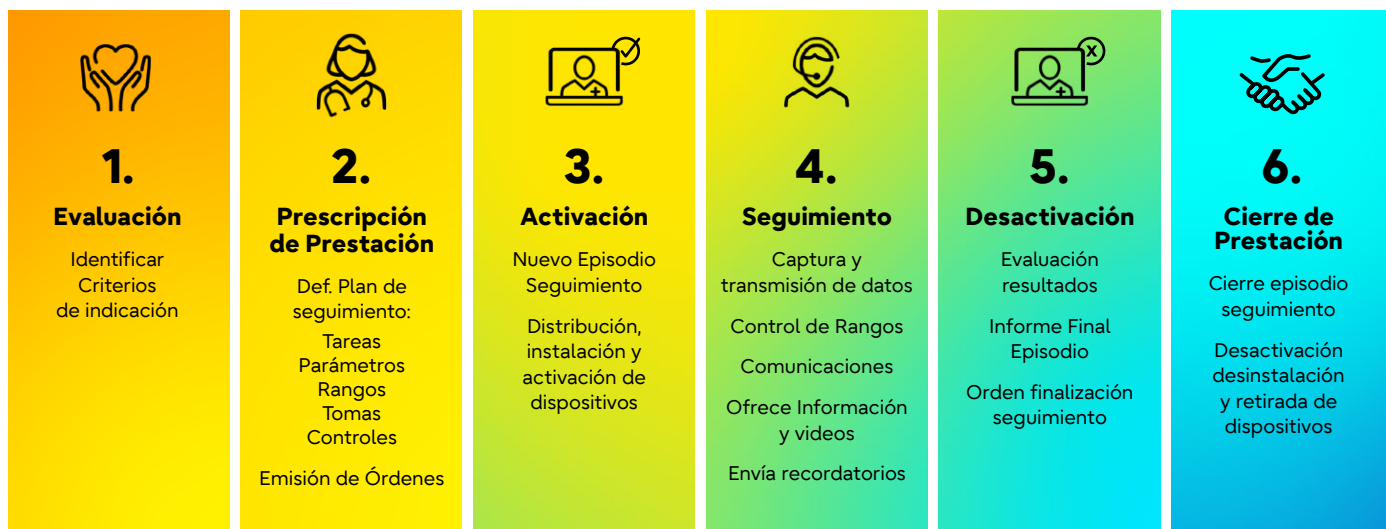 1.
Evaluación
Identificar
Criterios
de indicación
2.
Prescripción
de Prestación
Def. Plan de
seguimiento:
Tareas
Parámetros
Rangos
Tomas
Controles
Emisión de Órdenes
3.
Activación
Nuevo Episodio
Seguimiento
Distribución,
instalación y
activación de
dispositivos
4.
Seguimiento
Captura y
transmisión de datos
Control de Rangos
Comunicaciones
Ofrece Información
y videos
Envía recordatorios
x
5.
Desactivación
Evaluación
resultados
Informe Final
Episodio
Orden finalización
seguimiento
6.
Cierre de
Prestación
Cierre episodio
seguimiento
Desactivación
desinstalación
y retirada de
dispositivos